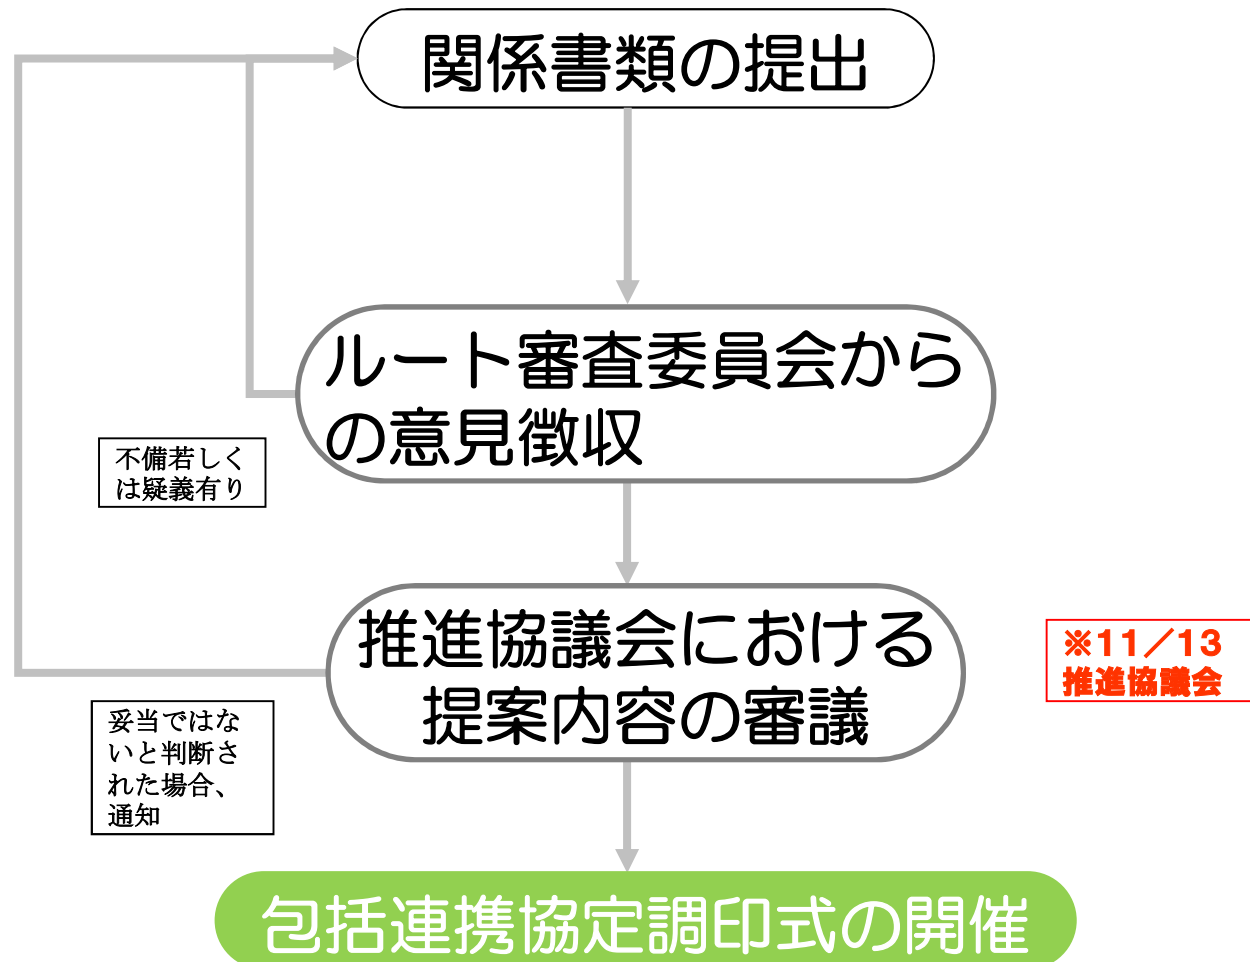 関係書類の提出
ルート審査委員会から
の意見徴収
不備若しく
は疑義有り
推進協議会における
提案内容の審議
※11／13
推進協議会
妥当ではな
いと判断さ
れた場合、
通知
包括連携協定調印式の開催